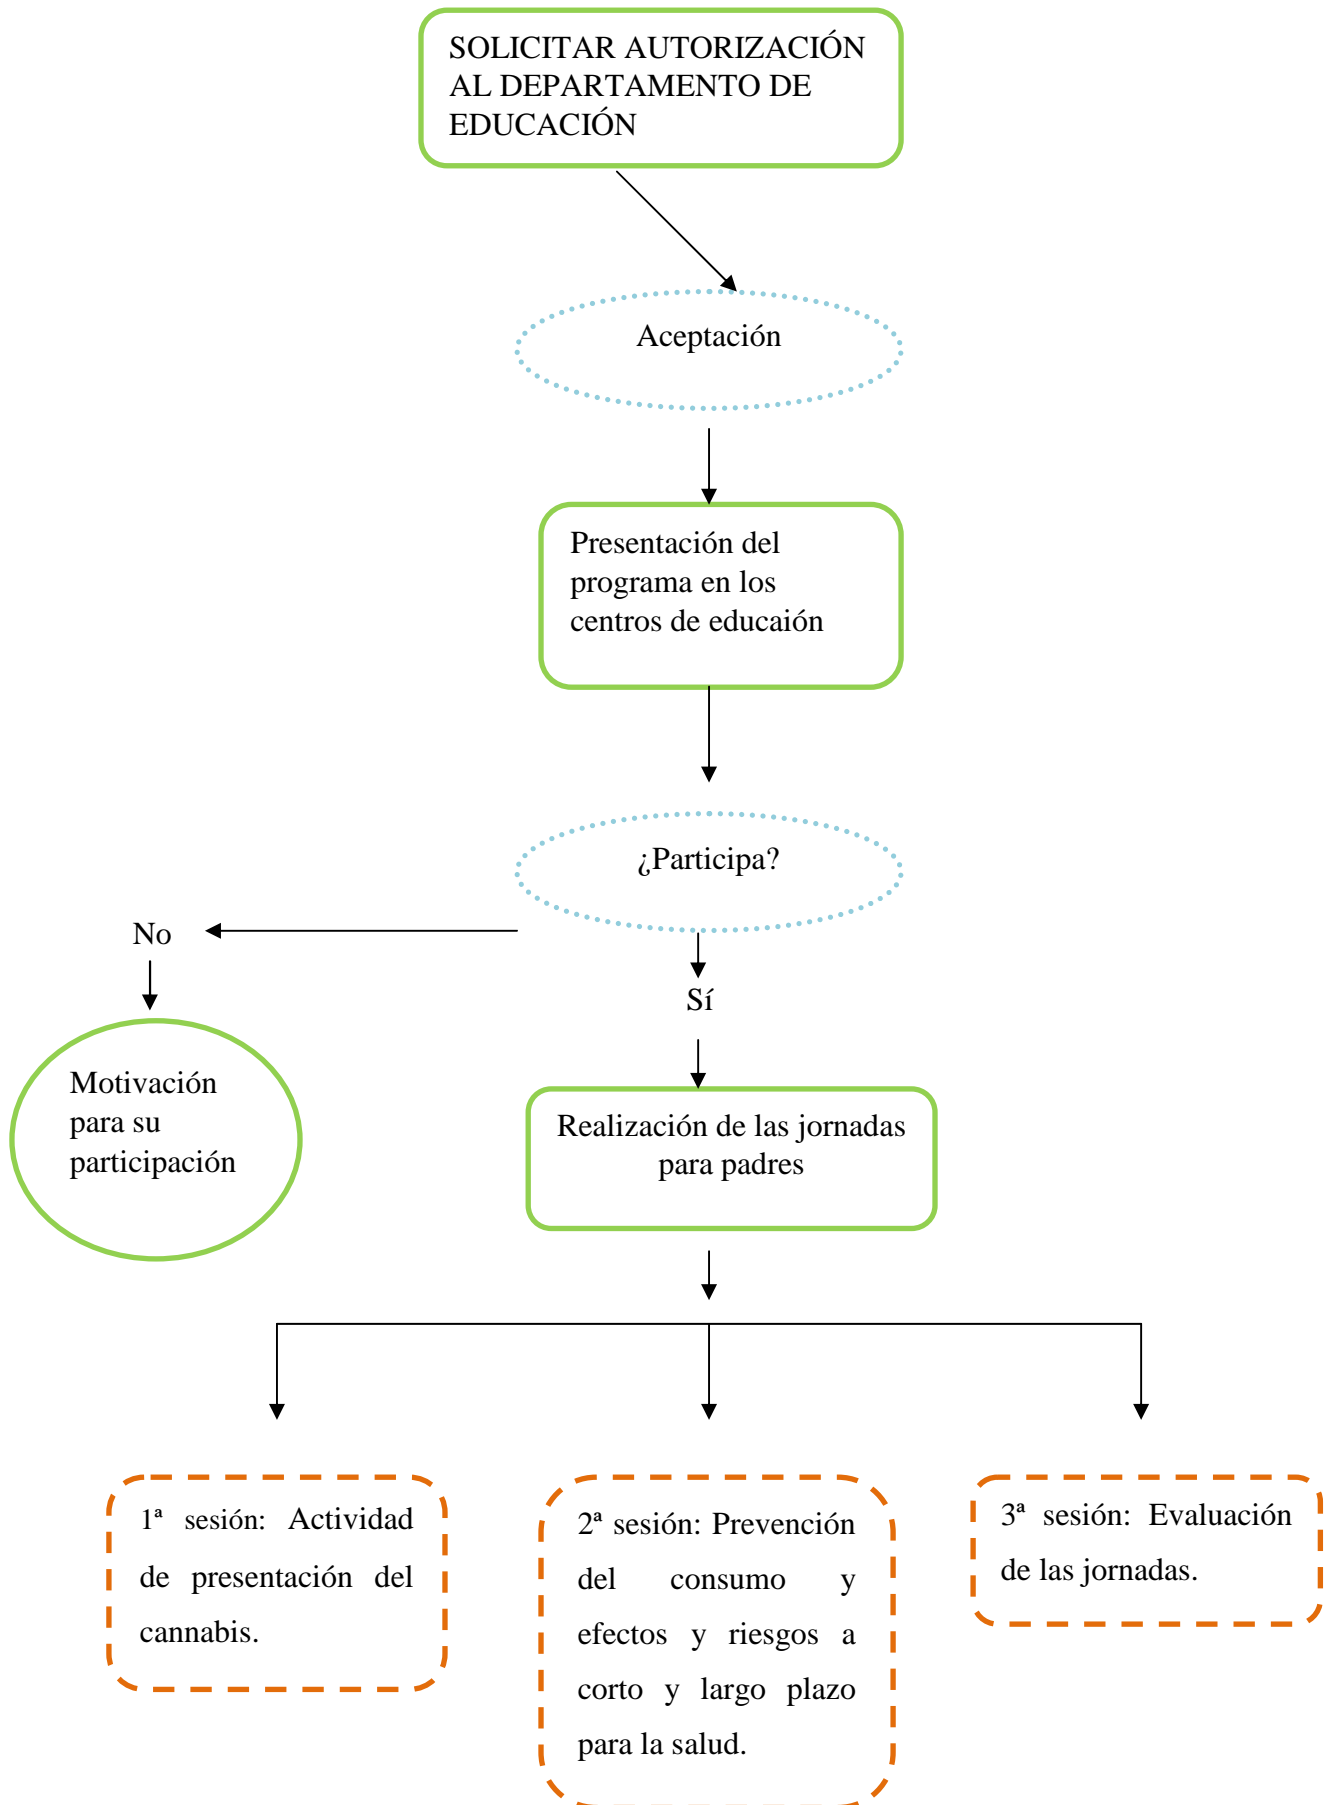 SOLICITAR AUTORIZACIÓN
AL DEPARTAMENTO DE
EDUCACIÓN
Aceptación
Presentación del
programa en los
centros de educaión
¿Participa?
No
Sí
Motivación
para su
participación
Realización de las jornadas
para padres
1ª sesión: Actividad
de presentación del
cannabis.
2ª sesión: Prevención
del consumo y
efectos y riesgos a
corto y largo plazo
para la salud.
3ª sesión: Evaluación
de las jornadas.